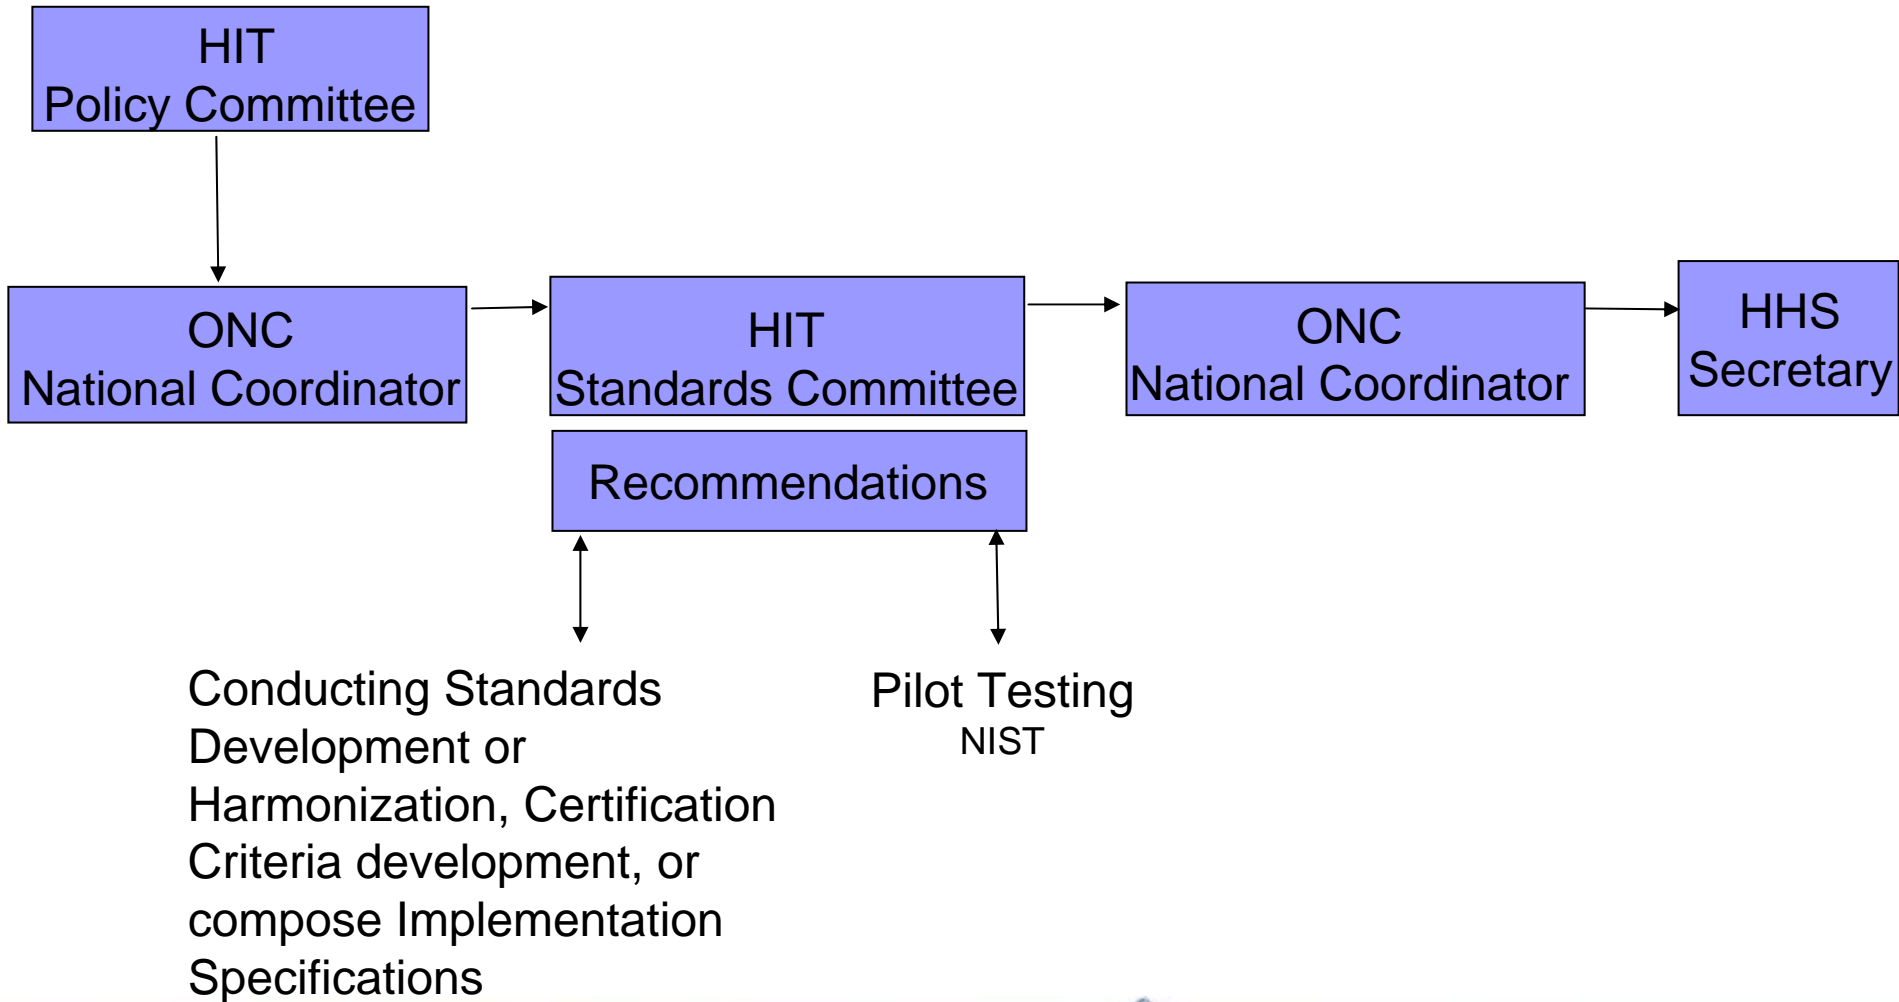 HIT
Policy Committee
ONC
National Coordinator
HIT
Standards Committee
ONC
National Coordinator
HHS
Secretary
Recommendations
Conducting Standards
Development or
Harmonization, Certification
Criteria development, or
compose Implementation
Specifications
Pilot Testing
NIST